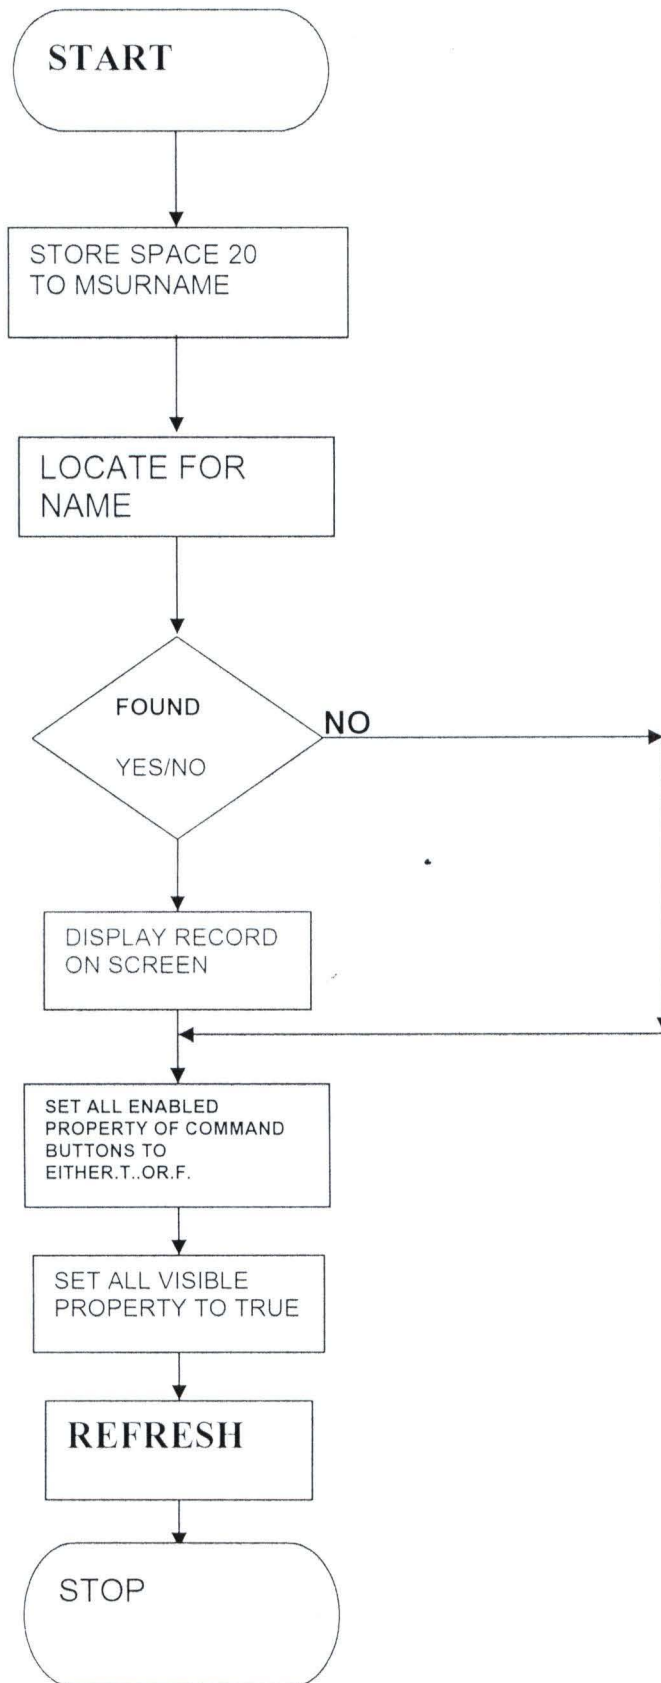 START
STORE SPACE 20
TO MSURNAME
LOCATE FOR
NAME
FOUND
NO
YES/NO
DISPLAY RECORD
ON SCREEN
SET ALL ENABLED
PROPERTY OF COMMAND
BUTTONS TO
EITHER.T..OR.F.
SET ALL VISIBLE
PROPERTY TO TRUE
REFRESH
STOP